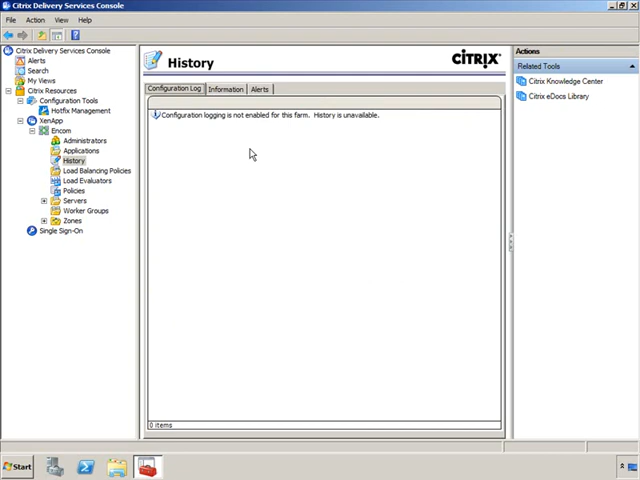 Citrix Delivery Services Console
File Action View Help
Citrix Delivery Services Console
Alerts
Search
My Views
Citrix Resources
Configuration Tools
Hotfix Management
XenApp
Encom
Administrators
Applications
History
Load Balancing Policies
Load Evaluators
Policies
Servers
Worker Groups
Zones
Single Sign-On
History
CITRIX
Configuration Log Information Alerts
Configuration logging is not enabled for this farm. History is unavailable.
0 items
Actions
Related Tools
Citrix Knowledge Center
Citrix eDocs Library
Start